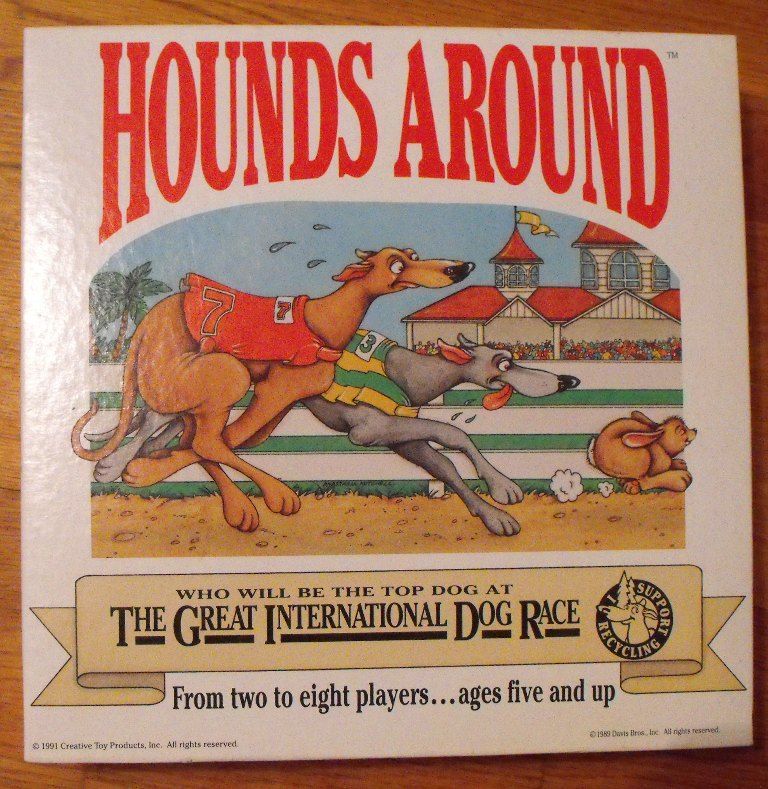 HOUNDS AROUND™
7 7
3
WHO WILL BE THE TOP DOG AT
THE GREAT INTERNATIONAL DOG RACE
SUPPORT
RECYCLING
From two to eight players...ages five and up
© 1991 Creative Toy Products, Inc. All rights reserved.
© 1989 Davis Bros., Inc. All rights reserved.